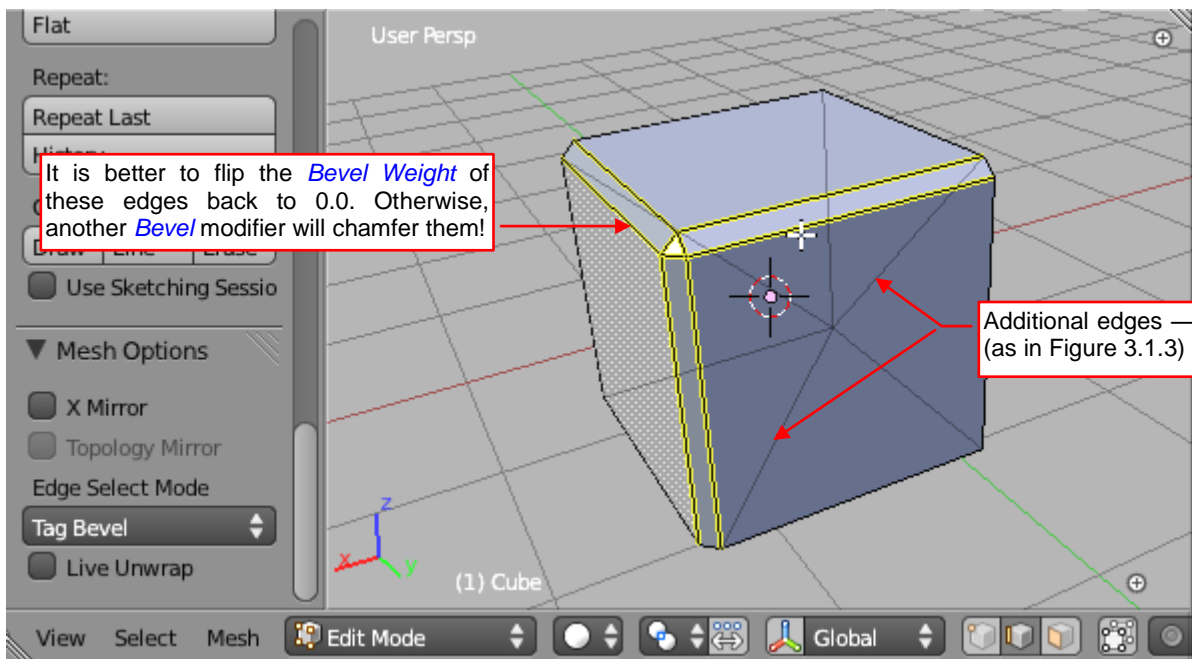 Flat
User Persp
Repeat:
Repeat Last
It is better to flip the Bevel Weight of
these edges back to 0.0. Otherwise,
another Bevel modifier will chamfer them!
Use Sketching Sessio
Additional edges —
(as in Figure 3.1.3)
Mesh Options
X Mirror
Topology Mirror
Edge Select Mode
Tag Bevel
Live Unwrap
z
x
y
(1) Cube
View Select Mesh Edit Mode Global